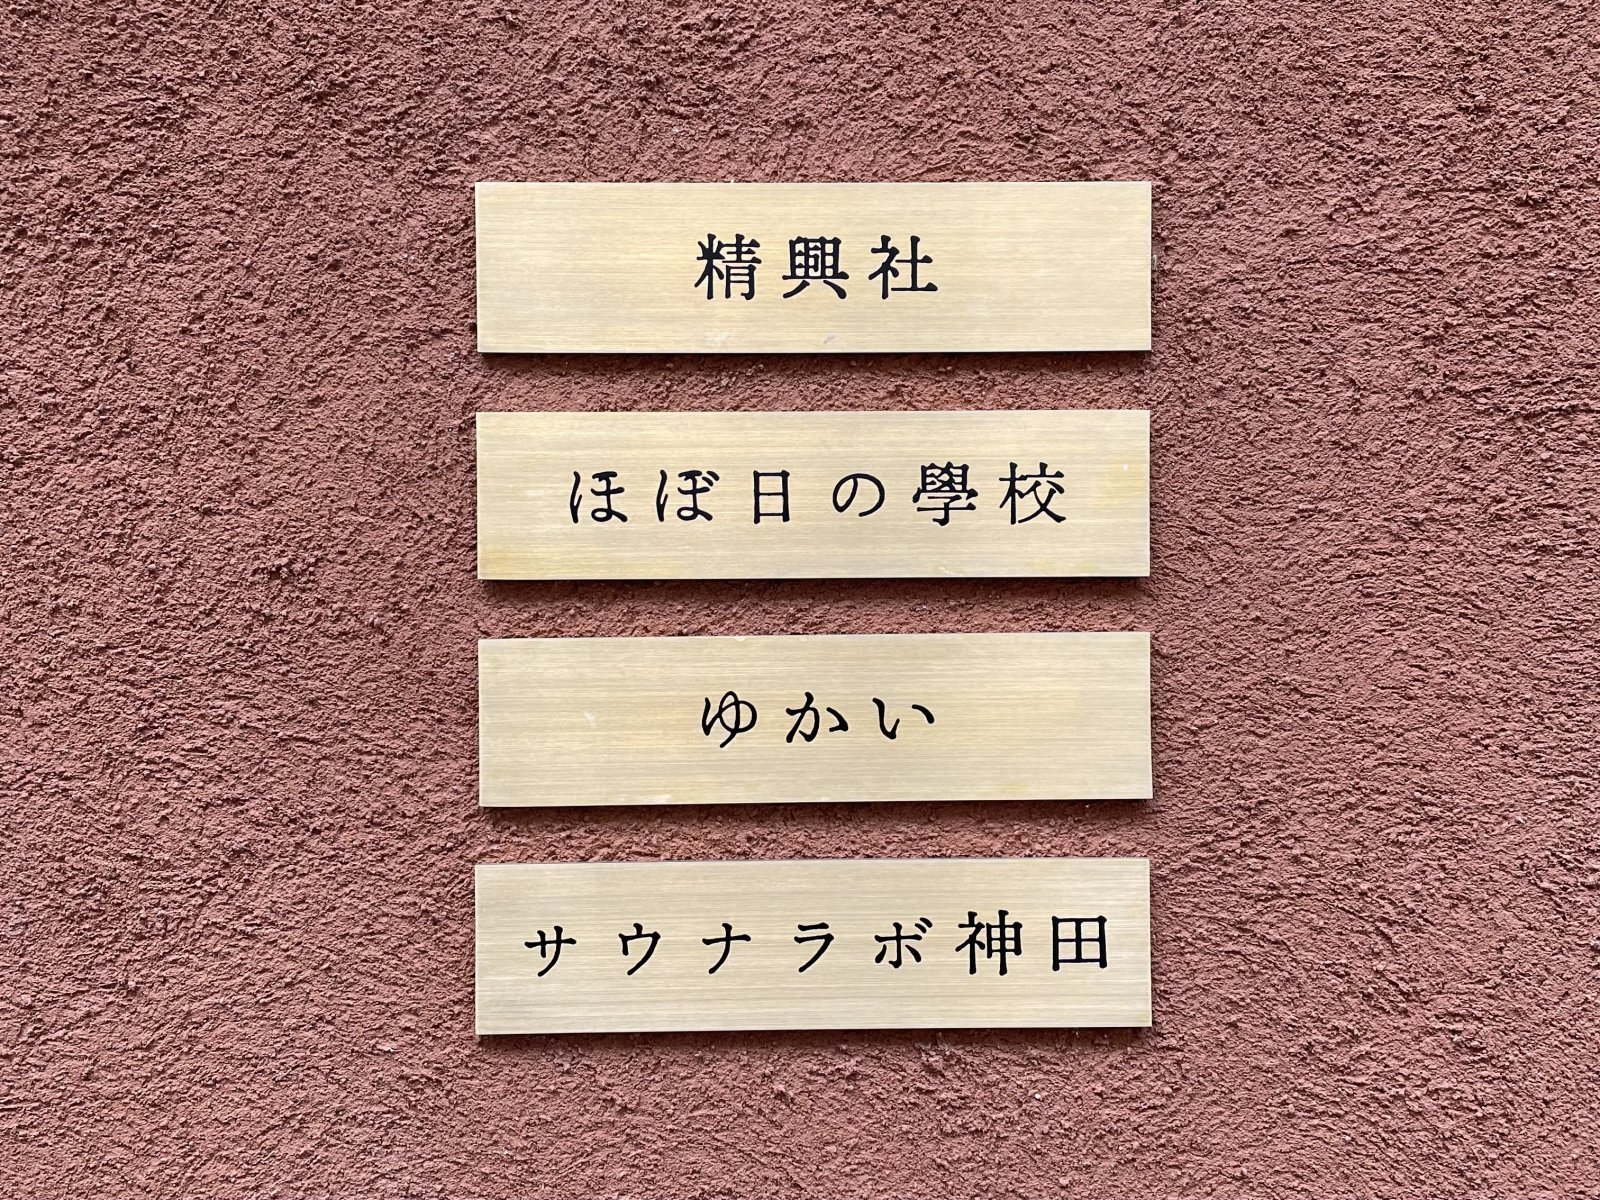 精興社
ほぼ日の學校
ゆかい
サウナラボ神田